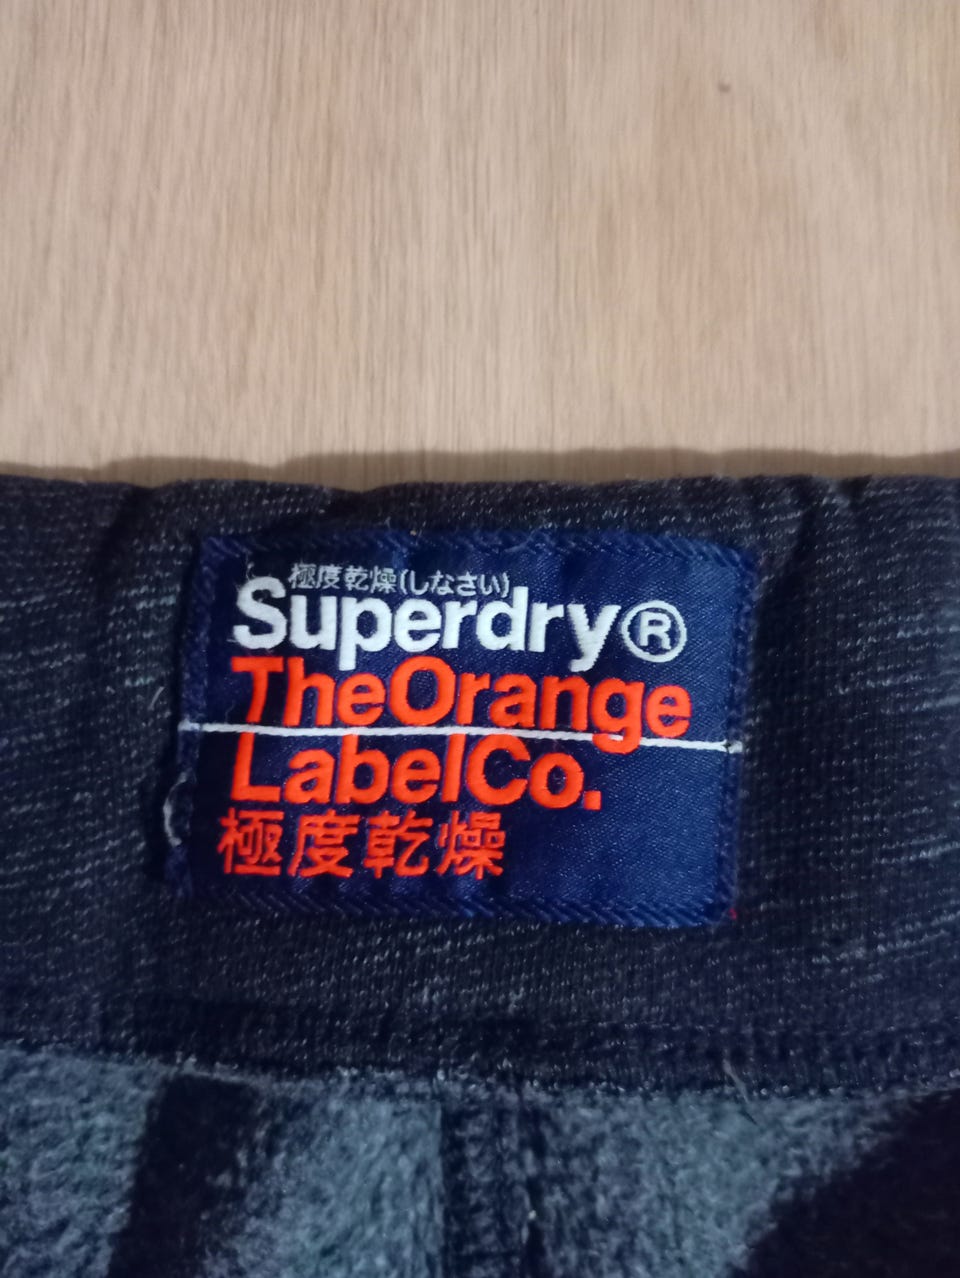 極度乾燥(しなさい)
Superdry®
TheOrange
LabelCo.
極度乾燥